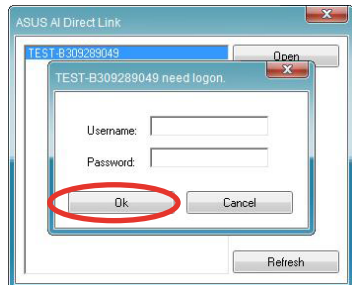 ASUS AI Direct Link
TEST-B309289049
Open
TEST-B309289049 need logon.
Username:
Password:
Ok
Cancel
Refresh